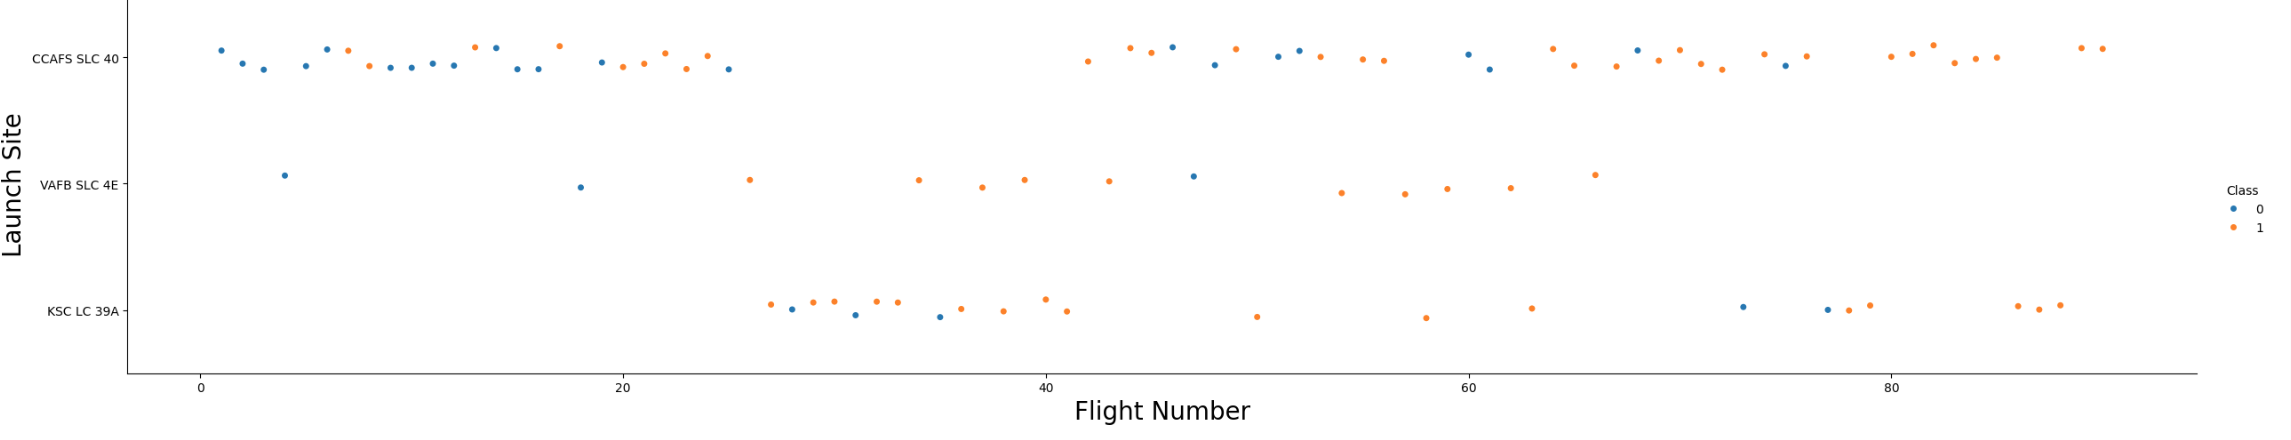 CCAFS SLC 40
VAFB SLC 4E
KSC LC 39A
Launch Site
0 20 40 60 80
Flight Number
Class
0
1